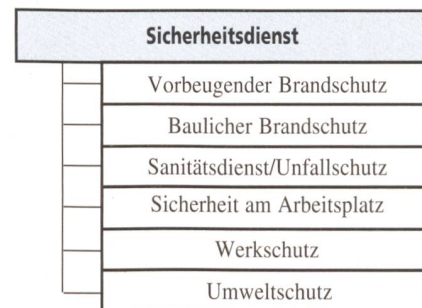 Sicherheitsdienst
Vorbeugender Brandschutz
Baulicher Brandschutz
Sanitätsdienst/Unfallschutz
Sicherheit am Arbeitsplatz
Werkschutz
Umweltschutz